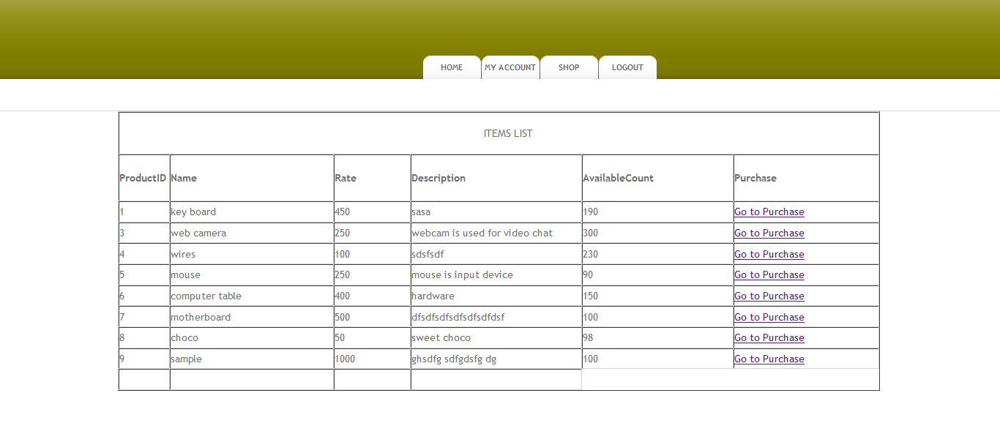 HOME MY ACCOUNT SHOP LOGOUT
ITEMS LIST
ProductID Name Rate Description AvailableCount Purchase
1 key board 450 sasa 190 Go to Purchase
3 web camera 250 webcam is used for video chat 300 Go to Purchase
4 wires 100 sdsfsdf 230 Go to Purchase
5 mouse 250 mouse is input device 90 Go to Purchase
6 computer table 400 hardware 150 Go to Purchase
7 motherboard 500 dfsdfsdfsdfsdfsdfdsf 100 Go to Purchase
8 choco 50 sweet choco 98 Go to Purchase
9 sample 1000 ghsdfg sdfgdsfg dg 100 Go to Purchase